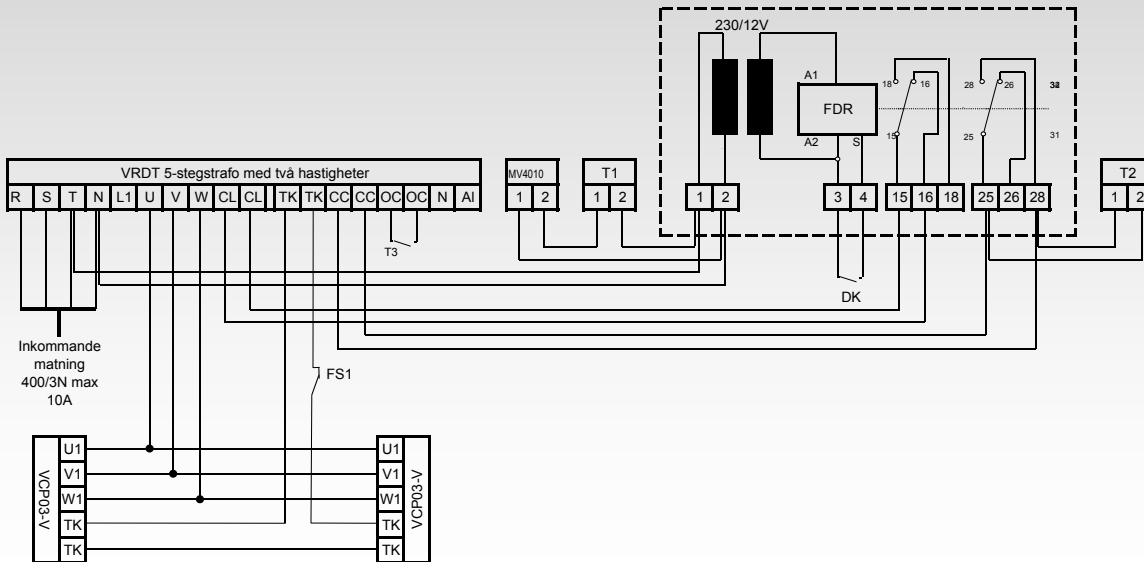 230/12V
A1
FDR
A2 S
18 16 15
28 26 25
34 31
VRDT 5-stegstrafo med två hastigheter
R S T N L1 U V W CL CL TK TK CC CC OC OC N AI
MV4010
1 2
T1
1 2
1 2
3 4
15 16 18
25 26 28
T2
1 2
T3
DK
Inkommande
matning
400/3N max
10A
FS1
VCP03-V
U1
V1
W1
TK
TK
U1
V1
W1
TK
TK
VCP03-V